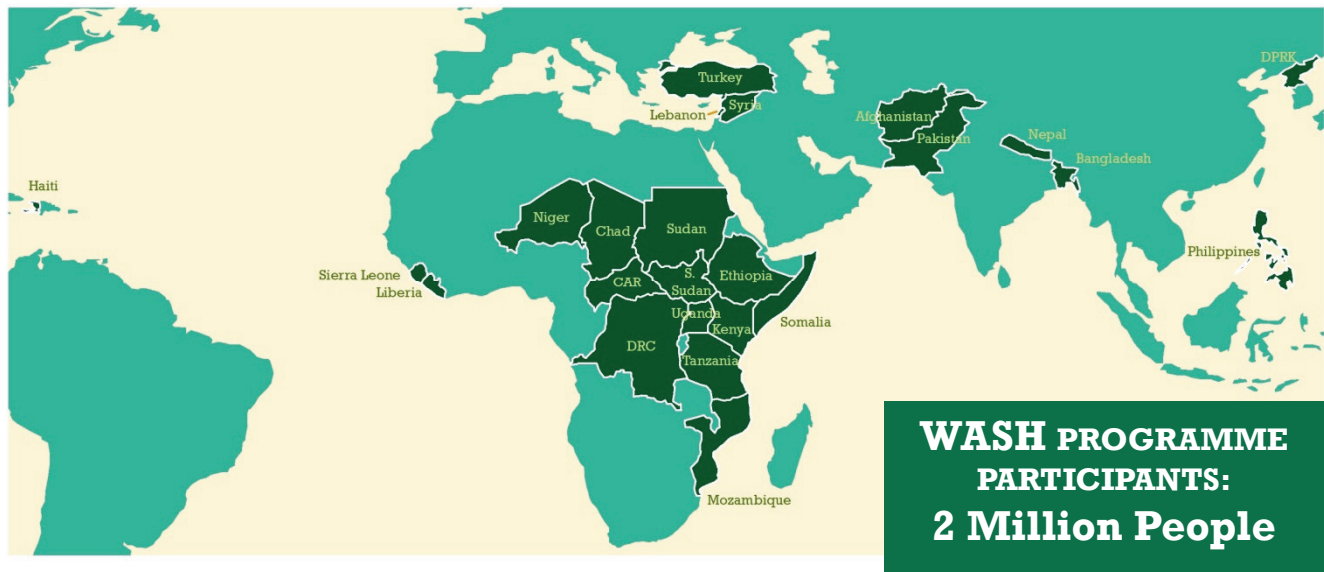 DPRK
Turkey
Syria
Lebanon
Afghanistan
Pakistan
Nepal
Bangladesh
Haiti
Niger
Chad
Sudan
Philippines
Sierra Leone
Liberia
CAR
S.
Sudan
Ethiopia
Uganda
Kenya
Somalia
DRC
Tanzania
Mozambique
WASH PROGRAMME
PARTICIPANTS:
2 Million People